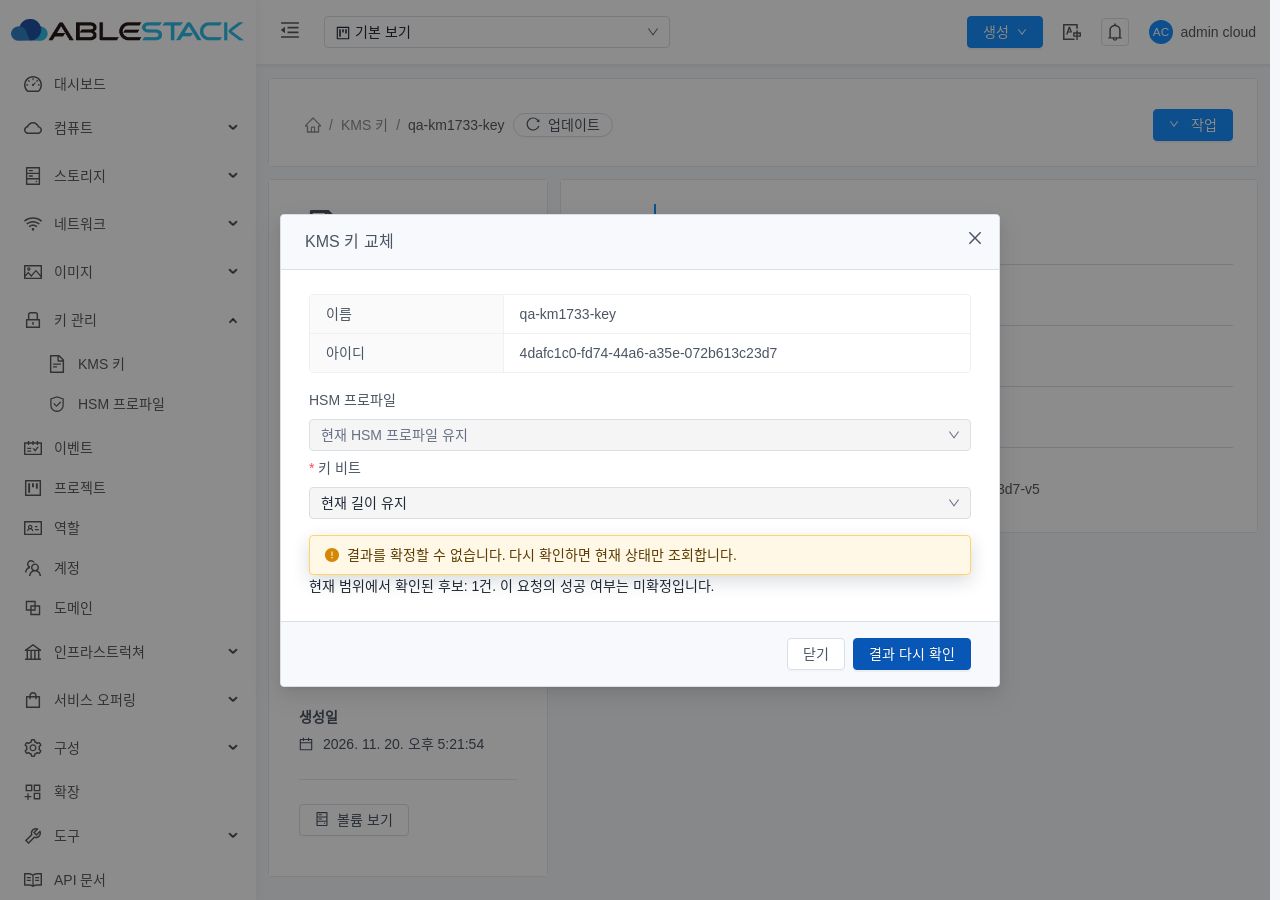 ABLESTACK
기본 보기
생성
AC
admin cloud
대시보드
컴퓨트
스토리지
네트워크
이미지
키 관리
KMS 키
HSM 프로파일
이벤트
프로젝트
역할
계정
도메인
인프라스트럭쳐
서비스 오퍼링
구성
확장
도구
API 문서
/ KMS 키 / qa-km1733-key
업데이트
작업
KMS 키 교체
이름
qa-km1733-key
아이디
4dafc1c0-fd74-44a6-a35e-072b613c23d7
HSM 프로파일
현재 HSM 프로파일 유지
* 키 비트
현재 길이 유지
결과를 확정할 수 없습니다. 다시 확인하면 현재 상태만 조회합니다.
현재 범위에서 확인된 후보: 1건. 이 요청의 성공 여부는 미확정입니다.
닫기
결과 다시 확인
3d7-v5
생성일
2026. 11. 20. 오후 5:21:54
볼륨 보기